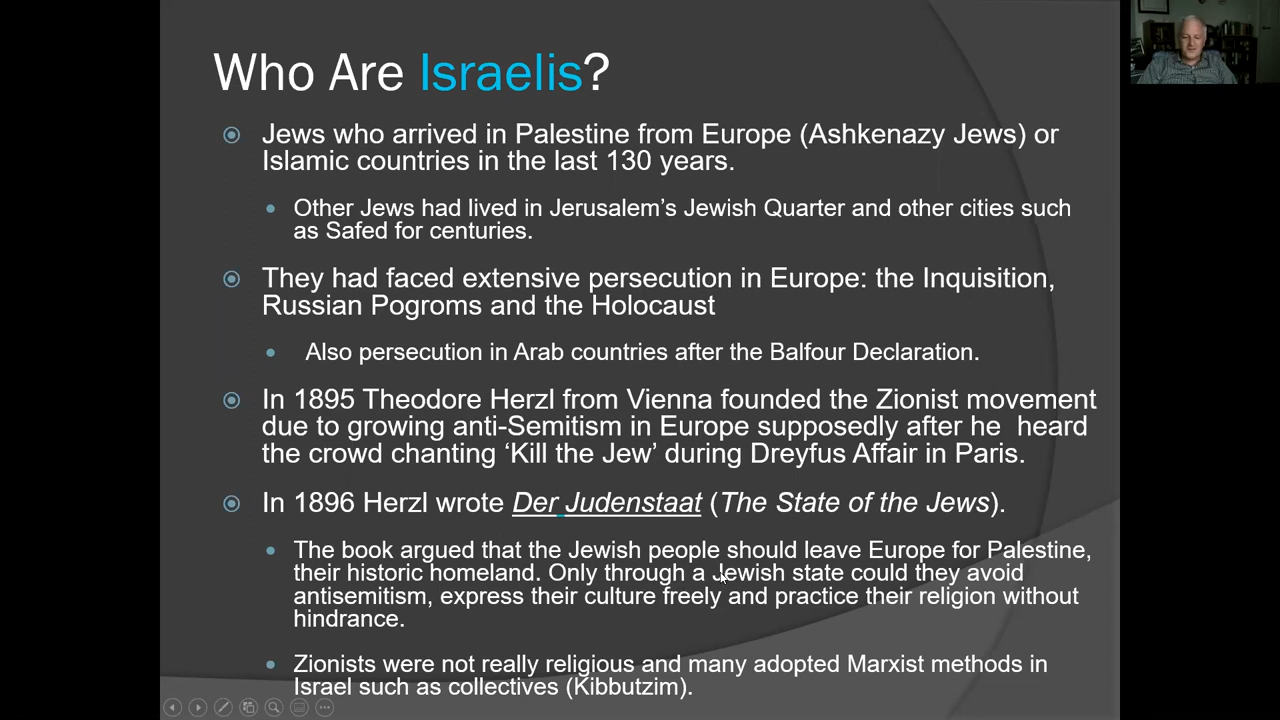 Who Are Israelis?
Jews who arrived in Palestine from Europe (Ashkenazy Jews) or
Islamic countries in the last 130 years.
Other Jews had lived in Jerusalem’s Jewish Quarter and other cities such
as Safed for centuries.
They had faced extensive persecution in Europe: the Inquisition,
Russian Pogroms and the Holocaust
Also persecution in Arab countries after the Balfour Declaration.
In 1895 Theodore Herzl from Vienna founded the Zionist movement
due to growing anti-Semitism in Europe supposedly after he heard
the crowd chanting ‘Kill the Jew’ during Dreyfus Affair in Paris.
In 1896 Herzl wrote Der Judenstaat (The State of the Jews).
The book argued that the Jewish people should leave Europe for Palestine,
their historic homeland. Only through a Jewish state could they avoid
antisemitism, express their culture freely and practice their religion without
hindrance.
Zionists were not really religious and many adopted Marxist methods in
Israel such as collectives (Kibbutzim).